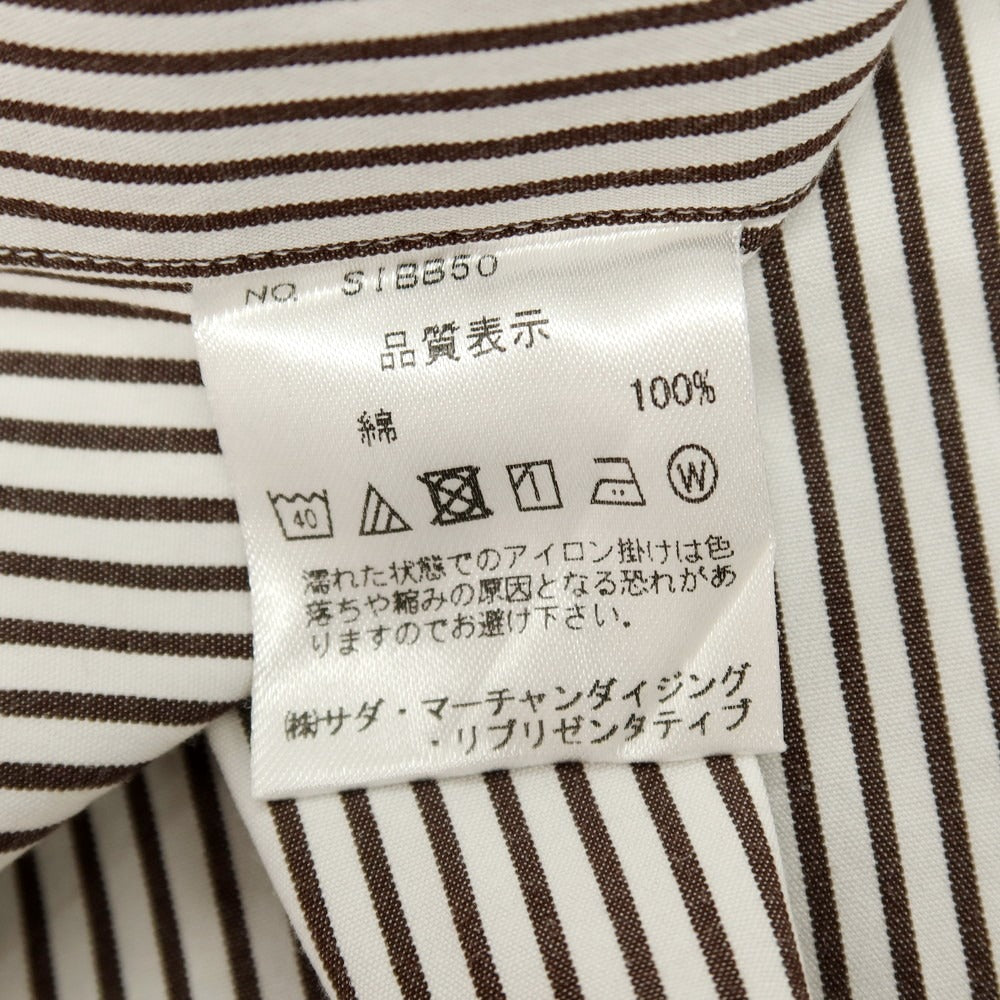 NO. S1BB50
品質表示
綿 100%
40 W
濡れた状態でのアイロン掛けは色
落ちや縮みの原因となる恐れがあ
りますのでお避け下さい。
㈱サダ・マーチャンダイジング
・リプリゼンタティブ